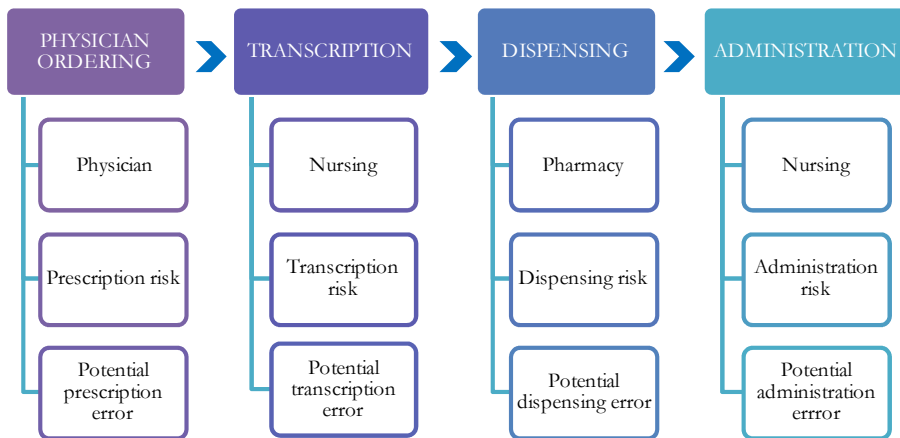 PHYSICIAN
ORDERING
TRANSCRIPTION
DISPENSING
ADMINISTRATION
Physician
Nursing
Pharmacy
Nursing
Prescription risk
Transcription
risk
Dispensing risk
Administration
risk
Potential
prescription
error
Potential
transcription error
Potential
dispensing error
Potential
administration
errror